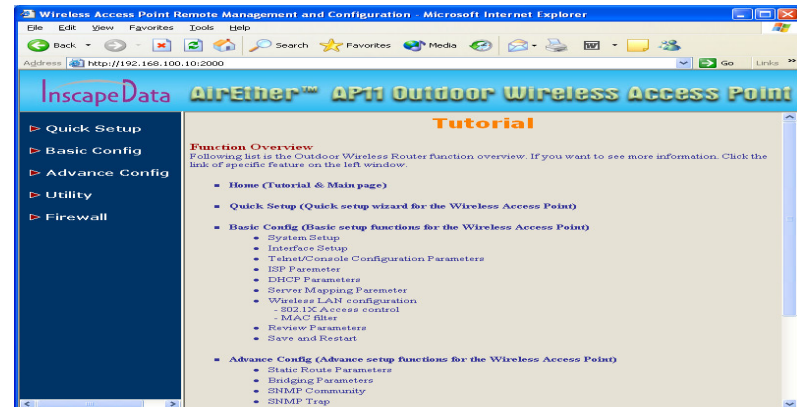 Wireless Access Point Remote Management and Configuration - Microsoft Internet Explorer
File Edit View Favorites Tools Help
Back Search Favorites Media
Address http://192.168.100.10:2000 Go Links »
InscapeData AirEther™ AP11 Outdoor Wireless Access Point
Quick Setup
Basic Config
Advance Config
Utility
Firewall
Tutorial
Function Overview
Following list is the Outdoor Wireless Router function overview. If you want to see more information. Click the
link of specific feature on the left window.
Home (Tutorial & Main page)
Quick Setup (Quick setup wizard for the Wireless Access Point)
Basic Config (Basic setup functions for the Wireless Access Point)
System Setup
Interface Setup
Telnet/Console Configuration Parameters
ISP Paremeter
DHCP Parameters
Server Mapping Paremeter
Wireless LAN configuration
- 802.1X Access control
- MAC filter
Review Parameters
Save and Restart
Advance Config (Advance setup functions for the Wireless Access Point)
Static Route Parameters
Bridging Parameters
SNMP Community
SNMP Trap